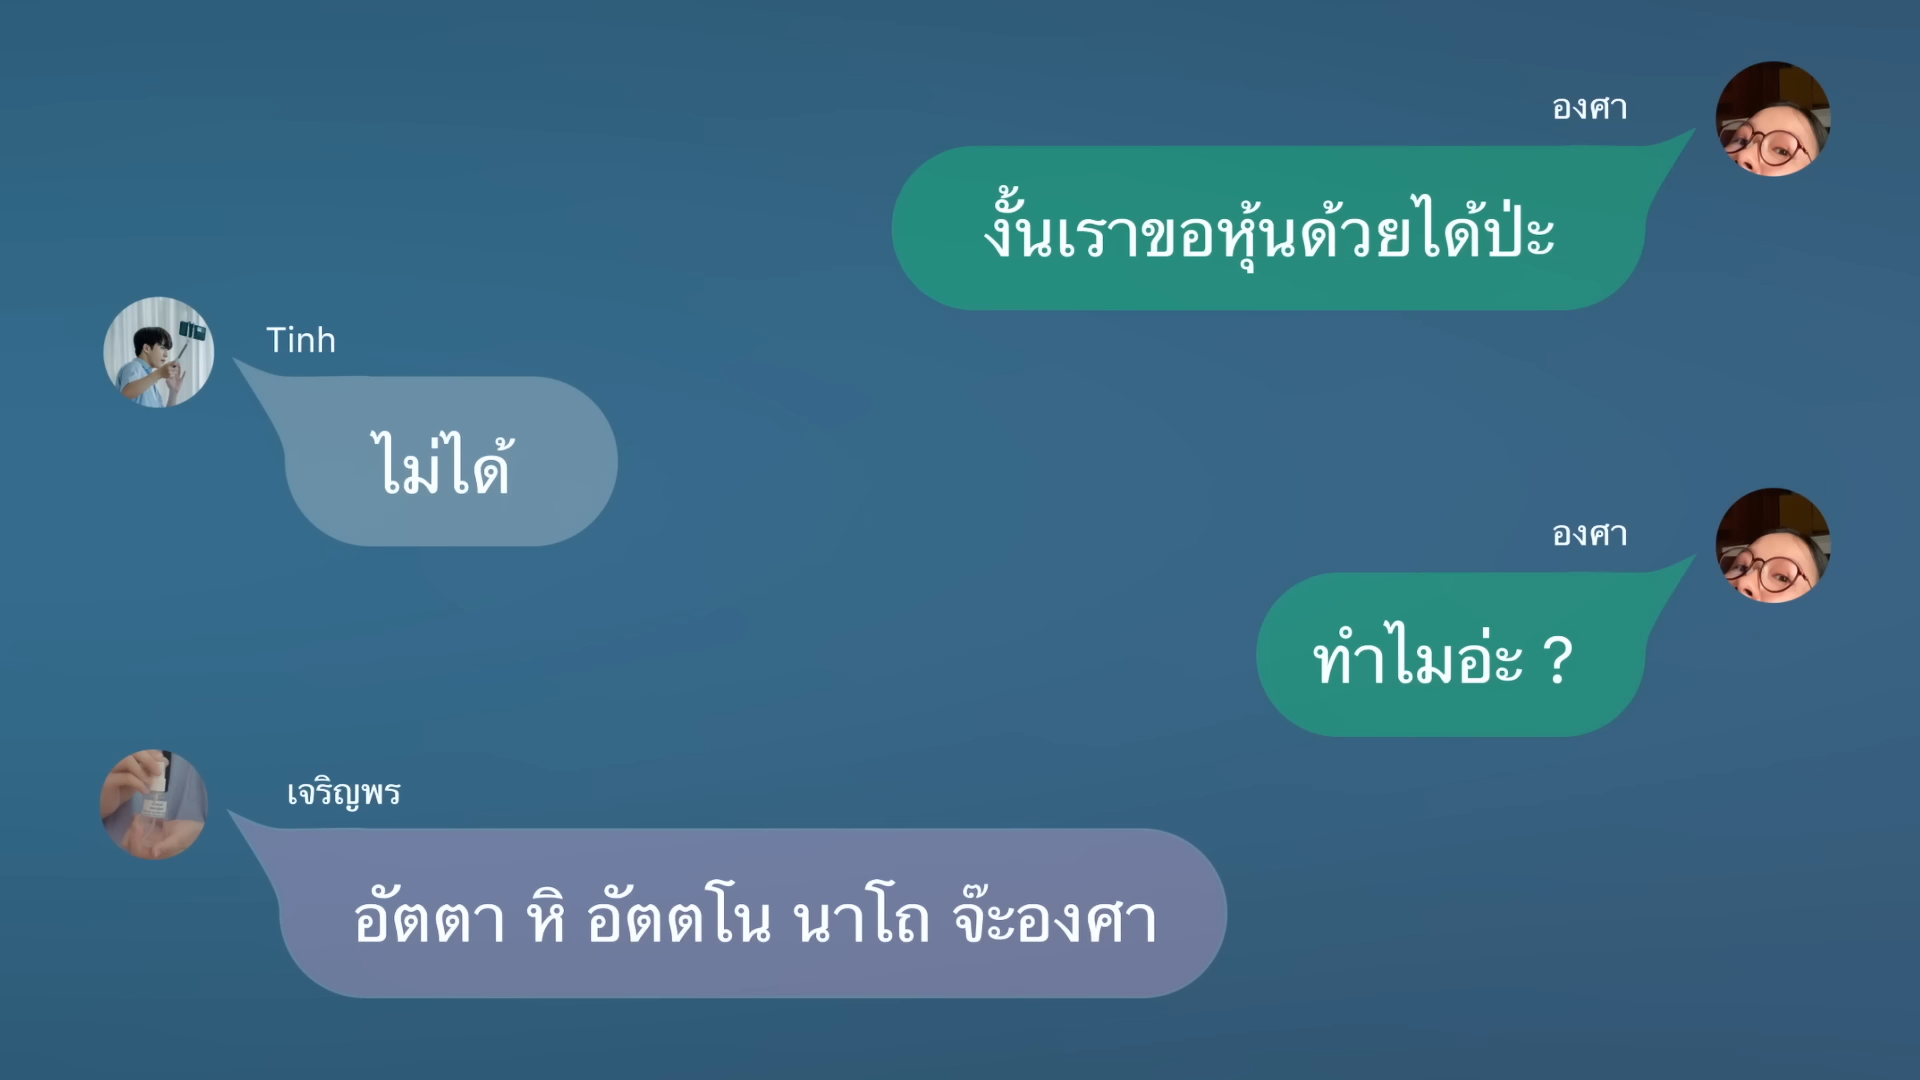 องศา
งั้นเราขอหุ้นด้วยได้ป่ะ
Tinh
ไม่ได้
องศา
ทำไมอ่ะ ?
เจริญพร
อัตตา หิ อัตตโน นาโถ จ๊ะองศา